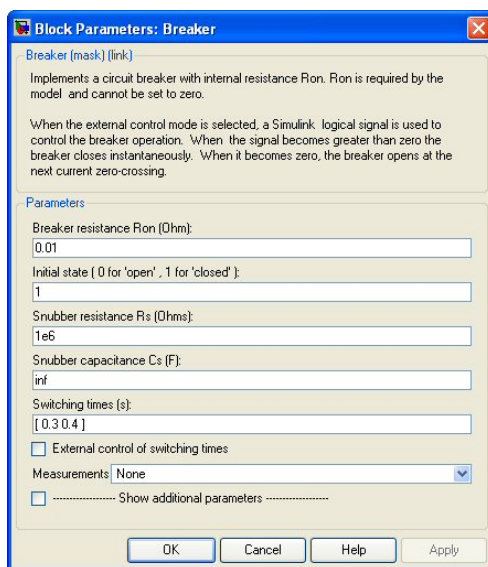 Block Parameters: Breaker
Breaker (mask) (link)
Implements a circuit breaker with internal resistance Ron. Ron is required by the
model and cannot be set to zero.
When the external control mode is selected, a Simulink logical signal is used to
control the breaker operation. When the signal becomes greater than zero the
breaker closes instantaneously. When it becomes zero, the breaker opens at the
next current zero-crossing.
Parameters
Breaker resistance Ron (Ohm):
0.01
Initial state ( 0 for 'open' , 1 for 'closed' ):
1
Snubber resistance Rs (Ohms):
1e6
Snubber capacitance Cs (F):
inf
Switching times (s):
[ 0.3 0.4 ]
External control of switching times
Measurements None
------------------- Show additional parameters -------------------
OK Cancel Help Apply